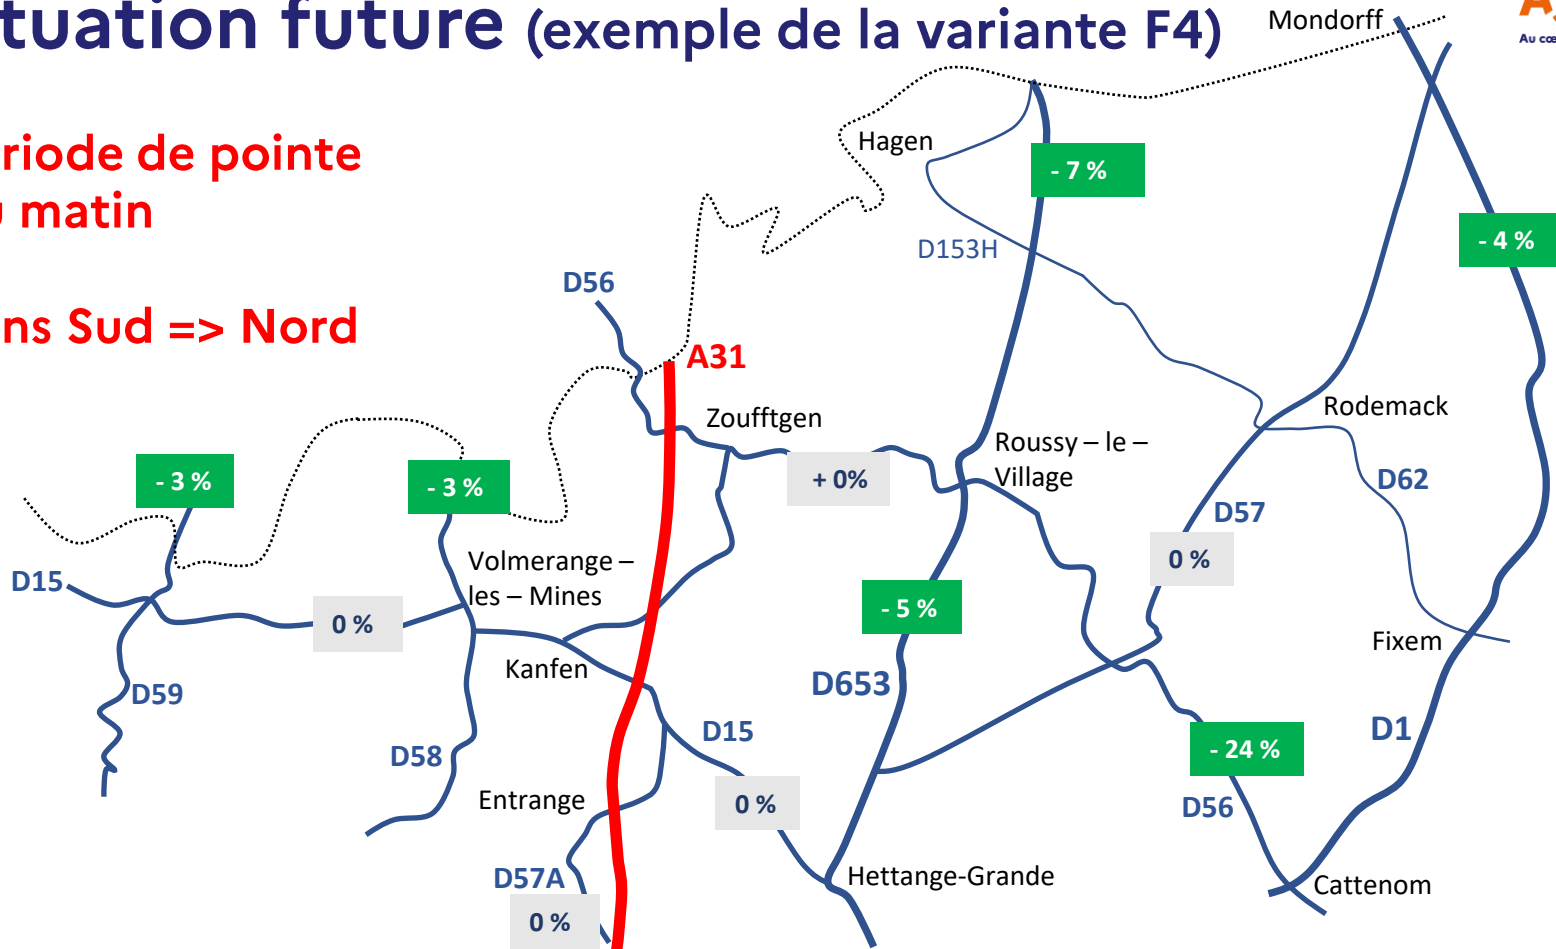 tuation future (exemple de la variante F4)
Mondorff
Au cœ
riode de pointe
matin
Hagen
- 7 %
- 4 %
D153H
D56
ns Sud => Nord
A31
Zoufftgen
Rodemack
Roussy – le –
Village
- 3 %
- 3 %
+ 0%
D62
D57
Volmerange –
les – Mines
0 %
D15
0 %
- 5 %
Kanfen
Fixem
D59
D653
D15
D1
D58
- 24 %
Entrange
0 %
D56
D57A
Hettange-Grande
Cattenom
0 %